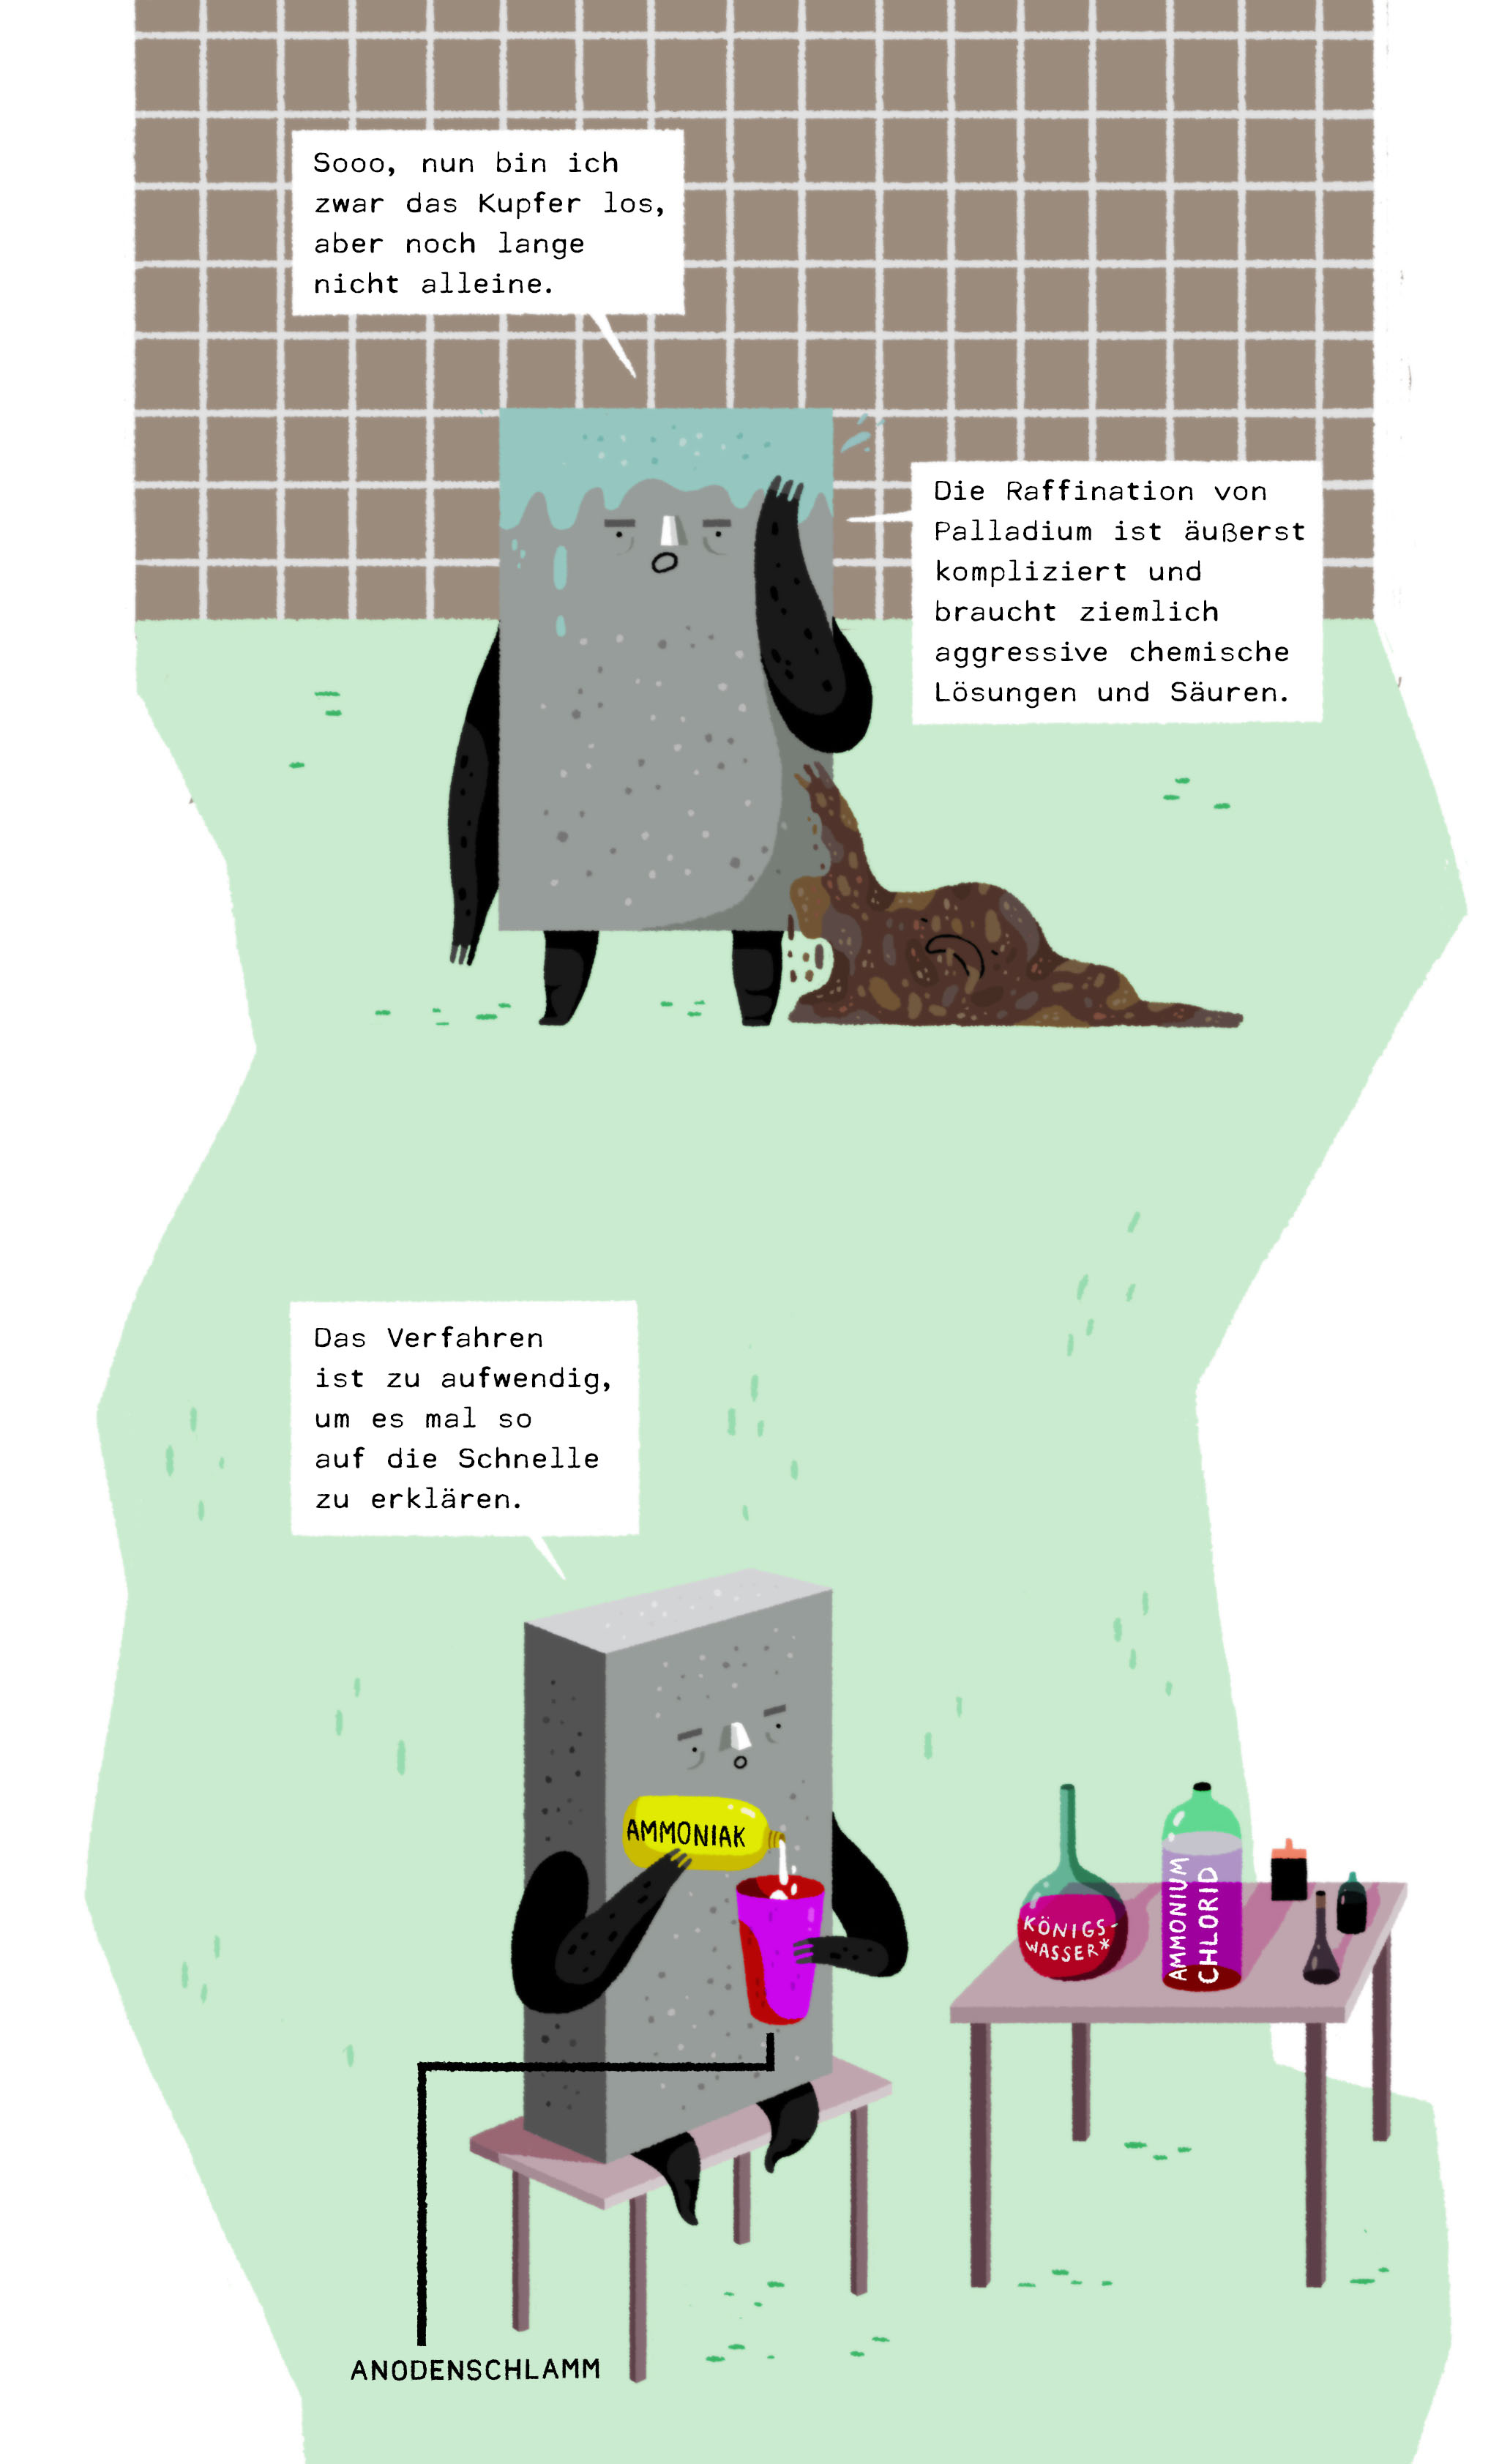 Sooo, nun bin ich
zwar das Kupfer los,
aber noch lange
nicht alleine.
Die Raffination von
Palladium ist äußerst
kompliziert und
braucht ziemlich
aggressive chemische
Lösungen und Säuren.
Das Verfahren
ist zu aufwendig,
um es mal so
auf die Schnelle
zu erklären.
AMMONIAK
KÖNIGS-
WASSER*
AMMONIUM
CHLORID
ANODENSCHLAMM